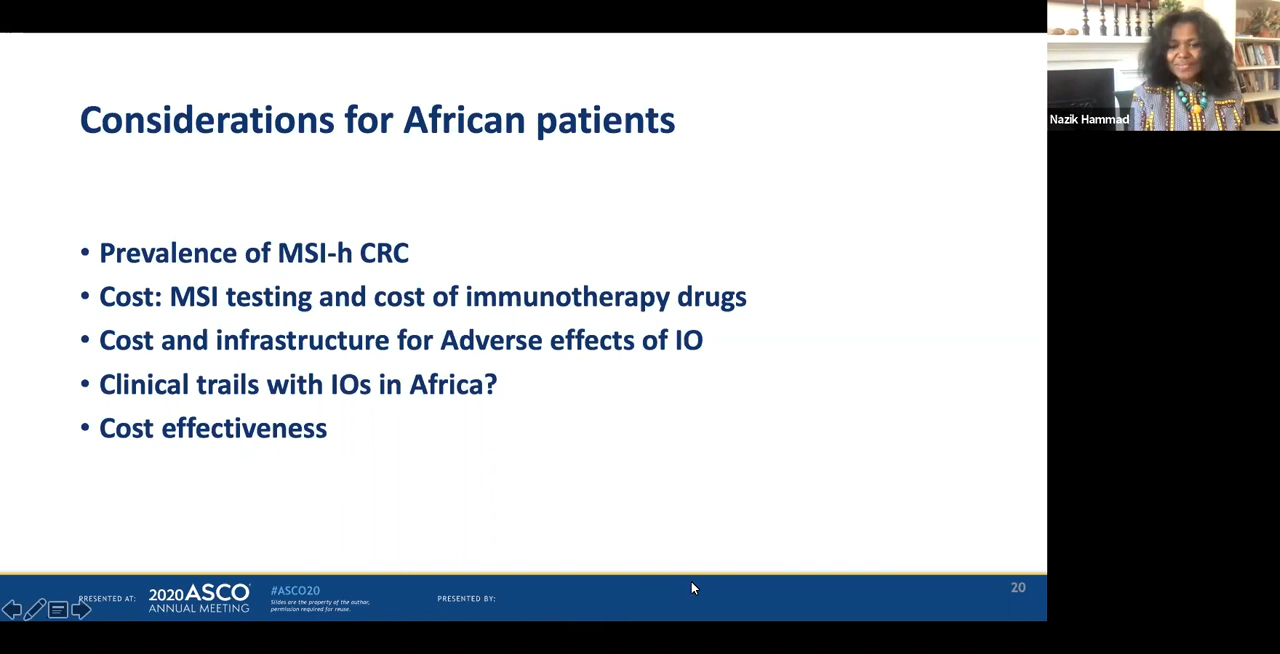 Considerations for African patients
• Prevalence of MSI-h CRC
• Cost: MSI testing and cost of immunotherapy drugs
• Cost and infrastructure for Adverse effects of IO
• Clinical trails with IOs in Africa?
• Cost effectiveness
PRESENTED AT:
2020 ASCO
ANNUAL MEETING
#ASCO20
Slides are the property of the author,
permission required for reuse.
PRESENTED BY:
20
Nazik Hammad